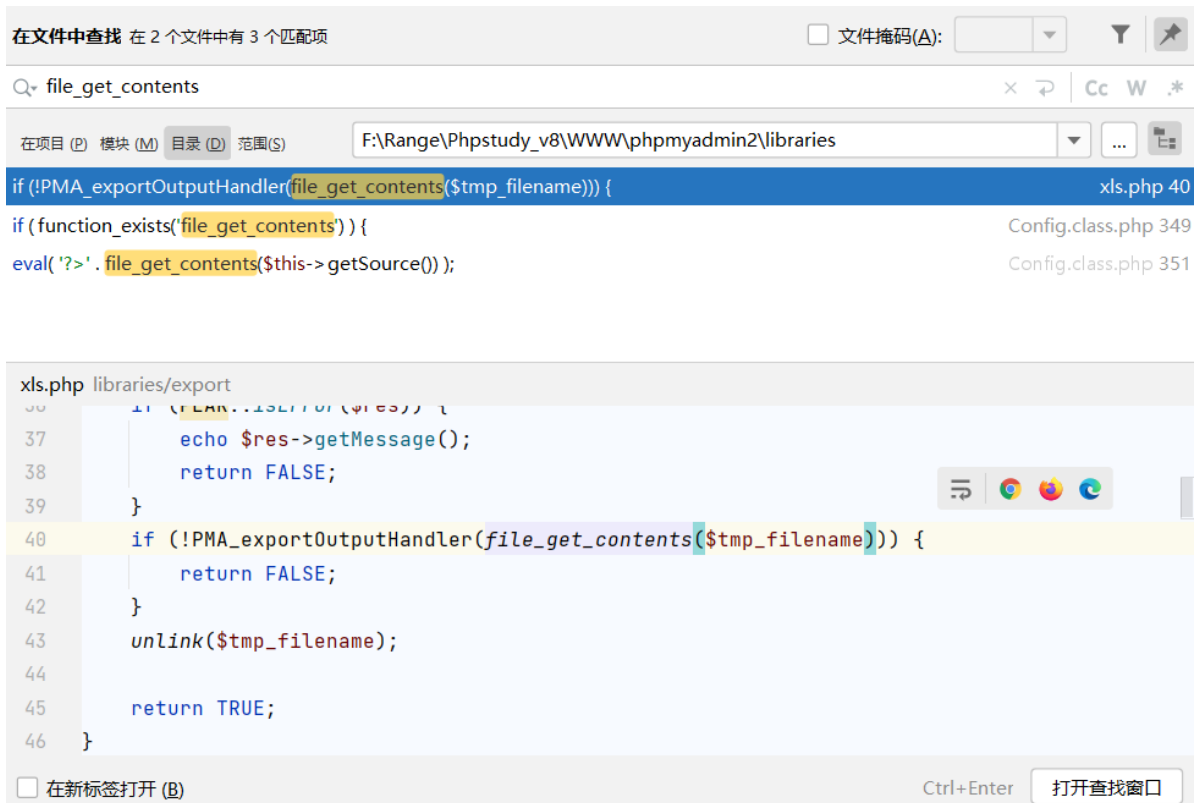 在文件中查找 在 2 个文件中有 3 个匹配项 文件掩码(A):
file_get_contents Cc W .*
在项目 (P) 模块 (M) 目录 (D) 范围(S) F:\Range\Phpstudy_v8\WWW\phpmyadmin2\libraries ...
if (!PMA_exportOutputHandler(file_get_contents($tmp_filename))) { xls.php 40
if ( function_exists('file_get_contents') ) { Config.class.php 349
eval( '?>' . file_get_contents($this->getSource()) ); Config.class.php 351
xls.php libraries/export
36 if (PEAR::isError($res)) {
37 echo $res->getMessage();
38 return FALSE;
39 }
40 if (!PMA_exportOutputHandler(file_get_contents($tmp_filename))) {
41 return FALSE;
42 }
43 unlink($tmp_filename);
44
45 return TRUE;
46 }
在新标签打开 (B) Ctrl+Enter 打开查找窗口